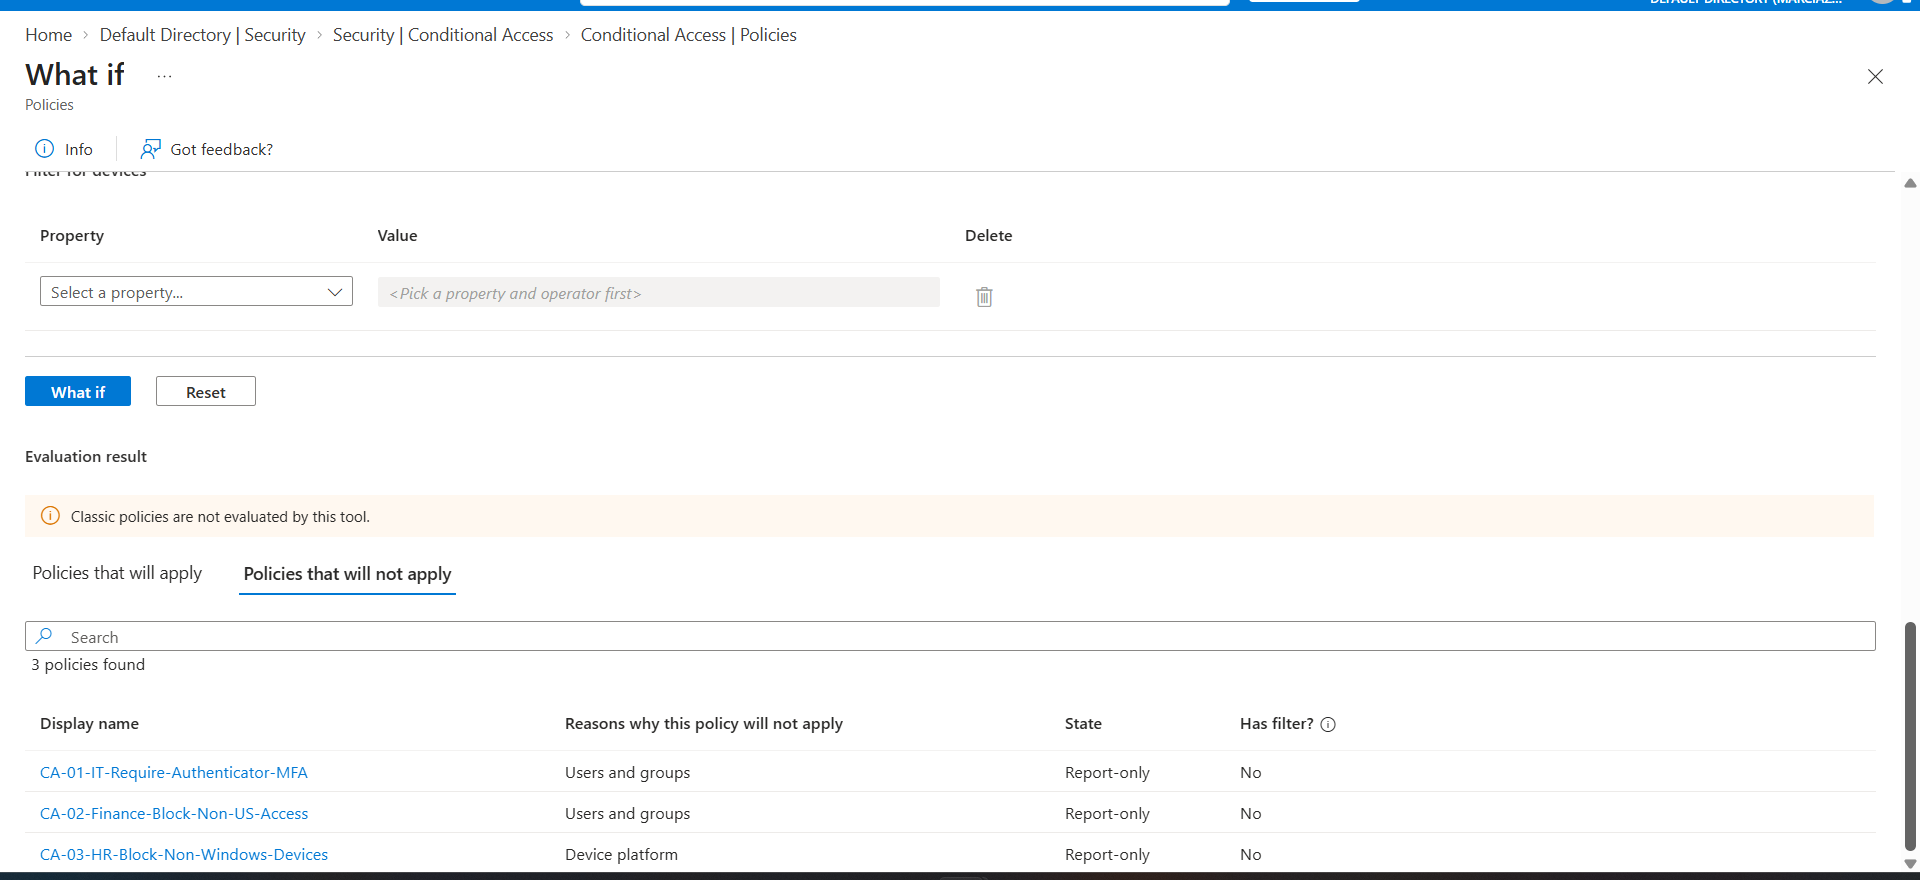 Home > Default Directory | Security > Security | Conditional Access > Conditional Access | Policies
What if ...
Policies
Info
Got feedback?
Filter for devices
Property Value Delete
Select a property... <Pick a property and operator first>
What if Reset
Evaluation result
Classic policies are not evaluated by this tool.
Policies that will apply Policies that will not apply
Search
3 policies found
Display name Reasons why this policy will not apply State Has filter?
CA-01-IT-Require-Authenticator-MFA Users and groups Report-only No
CA-02-Finance-Block-Non-US-Access Users and groups Report-only No
CA-03-HR-Block-Non-Windows-Devices Device platform Report-only No